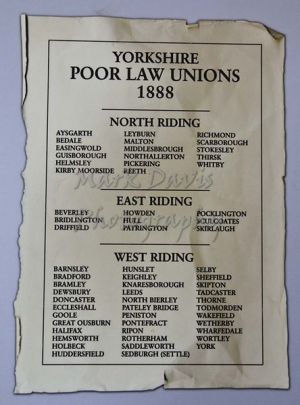 YORKSHIRE
POOR LAW UNIONS
1888
NORTH RIDING
AYSGARTH LEYBURN RICHMOND
BEDALE MALTON SCARBOROUGH
EASINGWOLD MIDDLESBROUGH STOKESLEY
GUISBOROUGH NORTHALLERTON THIRSK
HELMSLEY PICKERING WHITBY
KIRBY MOORSIDE REETH
Mark Davis
Photography
EAST RIDING
BEVERLEY HOWDEN POCKLINGTON
BRIDLINGTON HULL SCULCOATES
DRIFFIELD PATRINGTON SKIRLAUGH
WEST RIDING
BARNSLEY HUNSLET SELBY
BRADFORD KEIGHLEY SHEFFIELD
BRAMLEY KNARESBOROUGH SKIPTON
DEWSBURY LEEDS TADCASTER
DONCASTER NORTH BIERLEY THORNE
ECCLESHALL PATELEY BRIDGE TODMORDEN
GOOLE PENISTON WAKEFIELD
GREAT OUSBURN PONTEFRACT WETHERBY
HALIFAX RIPON WHARFEDALE
HEMSWORTH ROTHERHAM WORTLEY
HOLBECK SADDLEWORTH YORK
HUDDERSFIELD SEDBURGH (SETTLE)